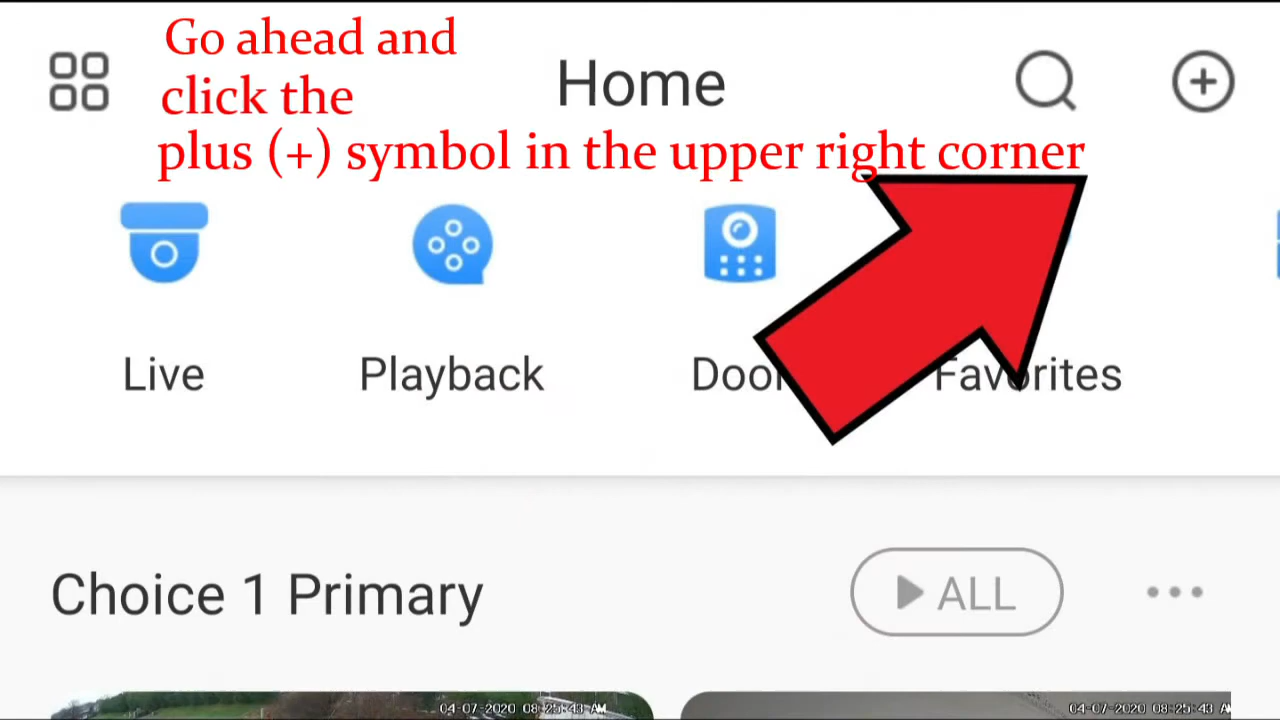 Go ahead and
click the
Home
plus (+) symbol in the upper right corner
Live
Playback
Door
Favorites
Choice 1 Primary
ALL
04-07-2020 08:25:43 AM
04-07-2020 08:25:43 A